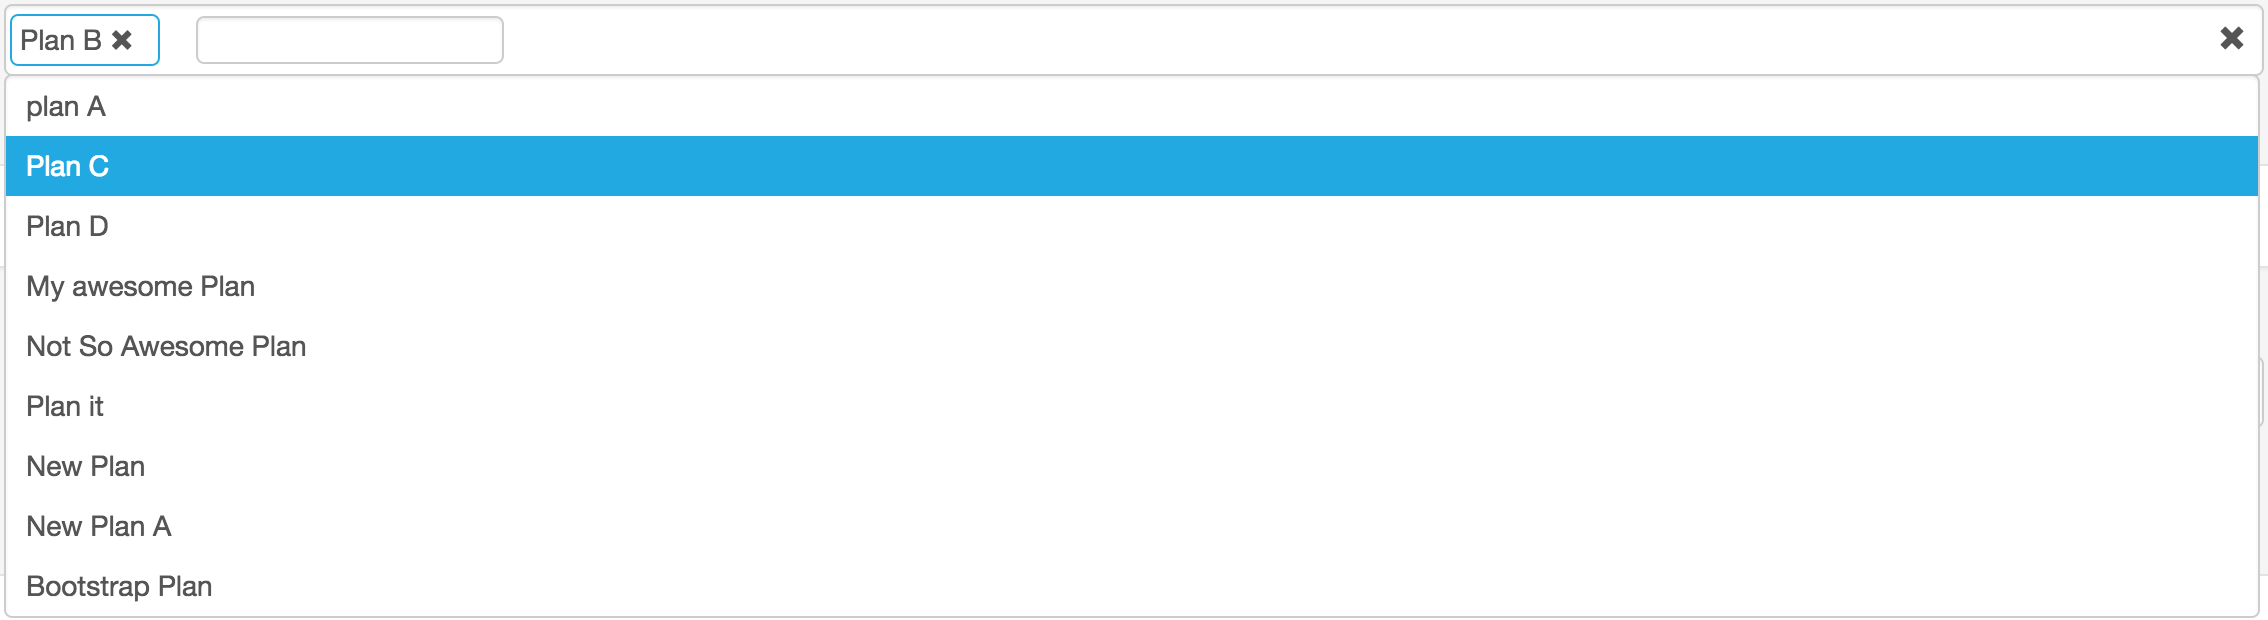 Plan B ✖ ✖
plan A
Plan C
Plan D
My awesome Plan
Not So Awesome Plan
Plan it
New Plan
New Plan A
Bootstrap Plan